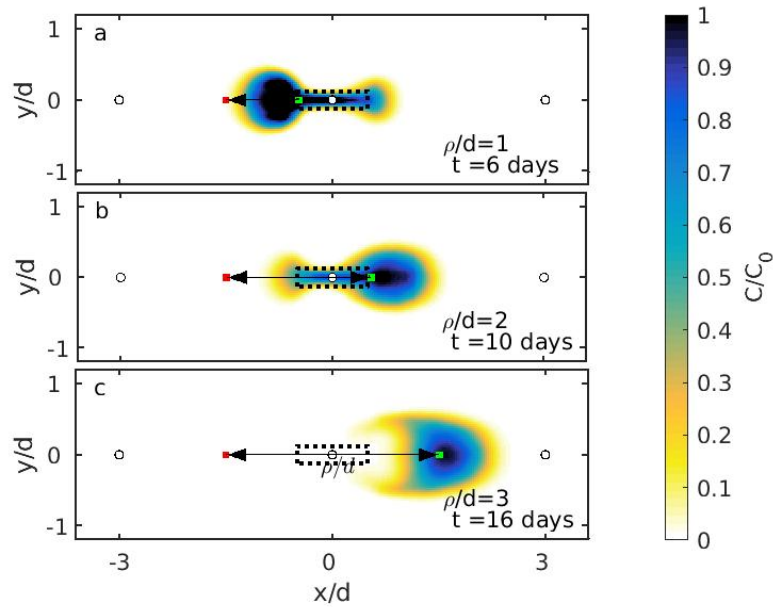 a
y/d
1
0
-1
ρ/d=1
t =6 days
b
y/d
1
0
-1
ρ/d=2
t =10 days
c
y/d
1
0
-1
ρ/d
ρ/d=3
t =16 days
-3
0
3
x/d
1
0.9
0.8
0.7
0.6
0.5
0.4
0.3
0.2
0.1
0
C/C₀